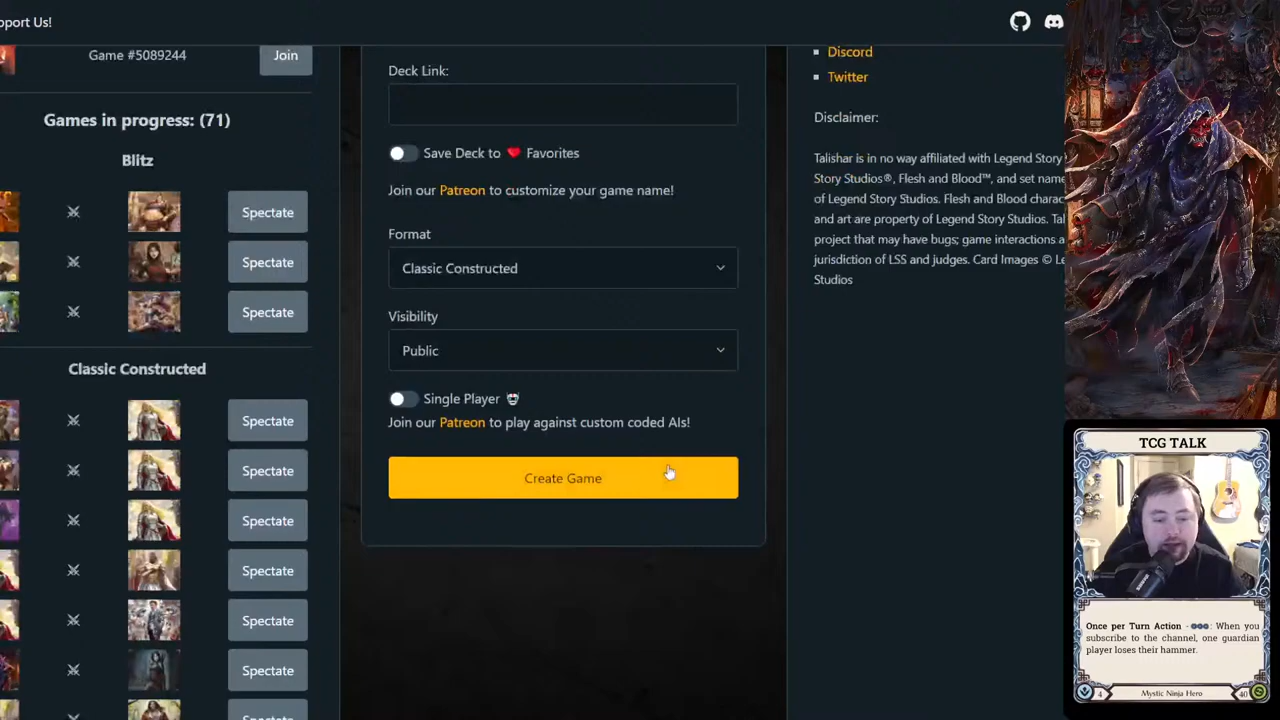 pport Us!
Game #5089244
Join
Games in progress: (71)
Blitz
Spectate
Spectate
Spectate
Classic Constructed
Spectate
Spectate
Spectate
Spectate
Spectate
Spectate
Deck Link:
Save Deck to Favorites
Join our Patreon to customize your game name!
Format
Classic Constructed
Visibility
Public
Single Player
Join our Patreon to play against custom coded AIs!
Create Game
Discord
Twitter
Disclaimer:
Talishar is in no way affiliated with Legend Story
Story Studios®, Flesh and Blood™, and set name
of Legend Story Studios. Flesh and Blood charac
and art are property of Legend Story Studios. Tal
project that may have bugs; game interactions a
jurisdiction of LSS and judges. Card Images © Le
Studios
TCG TALK
Once per Turn Action - : When you
subscribe to the channel, one guardian
player loses their hammer.
4
Mystic Ninja Hero
40